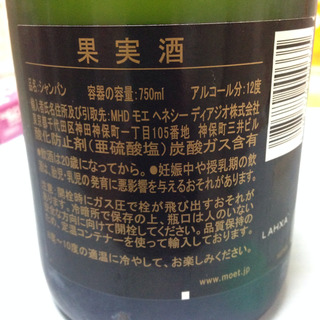 果実酒
品名:シャンパン 容器の容量:750ml アルコール分:12度
輸入者氏名住所及び引取先:MHD モエ ヘネシー ディアジオ株式会社
東京都千代田区神田神保町一丁目105番地 神保町三井ビル
酸化防止剤(亜硫酸塩) 炭酸ガス含有
●飲酒は20歳になってから。●妊娠中や授乳期の飲
酒は、胎児・乳児の発育に悪影響を与えるおそれがあります。
注意:開栓時にガス圧で栓が飛び出すおそれが
あります。冷暗所で保存の上、瓶口は人のいない
安全な方向に向けて開栓してください。品質保持の
ため、定温コンテナーを使って輸入しております。
8度~10度の適温に冷やして、お楽しみください。
www.moet.jp
LAHXA